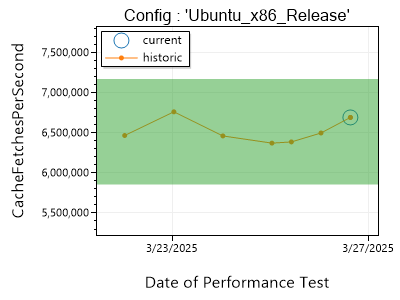 Config : 'Ubuntu_x86_Release'
current
historic
CacheFetchesPerSecond
7,500,000
7,000,000
6,500,000
6,000,000
5,500,000
3/23/2025
3/27/2025
Date of Performance Test